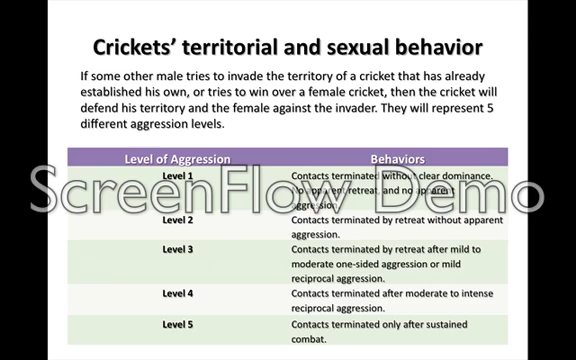 Crickets' territorial and sexual behavior
If some other male tries to invade the territory of a cricket that has already
established his own, or tries to win over a female cricket, then the cricket will
defend his territory and the female against the invader. They will represent 5
different aggression levels.
Level of Aggression Behaviors
Level 1 Contacts terminated without clear dominance.
No apparent retreat, and no apparent
aggression.
ScreenFlow Demo
Level 2 Contacts terminated by retreat without apparent
aggression.
Level 3 Contacts terminated by retreat after mild to
moderate one-sided aggression or mild
reciprocal aggression.
Level 4 Contacts terminated after moderate to intense
reciprocal aggression.
Level 5 Contacts terminated only after sustained
combat.